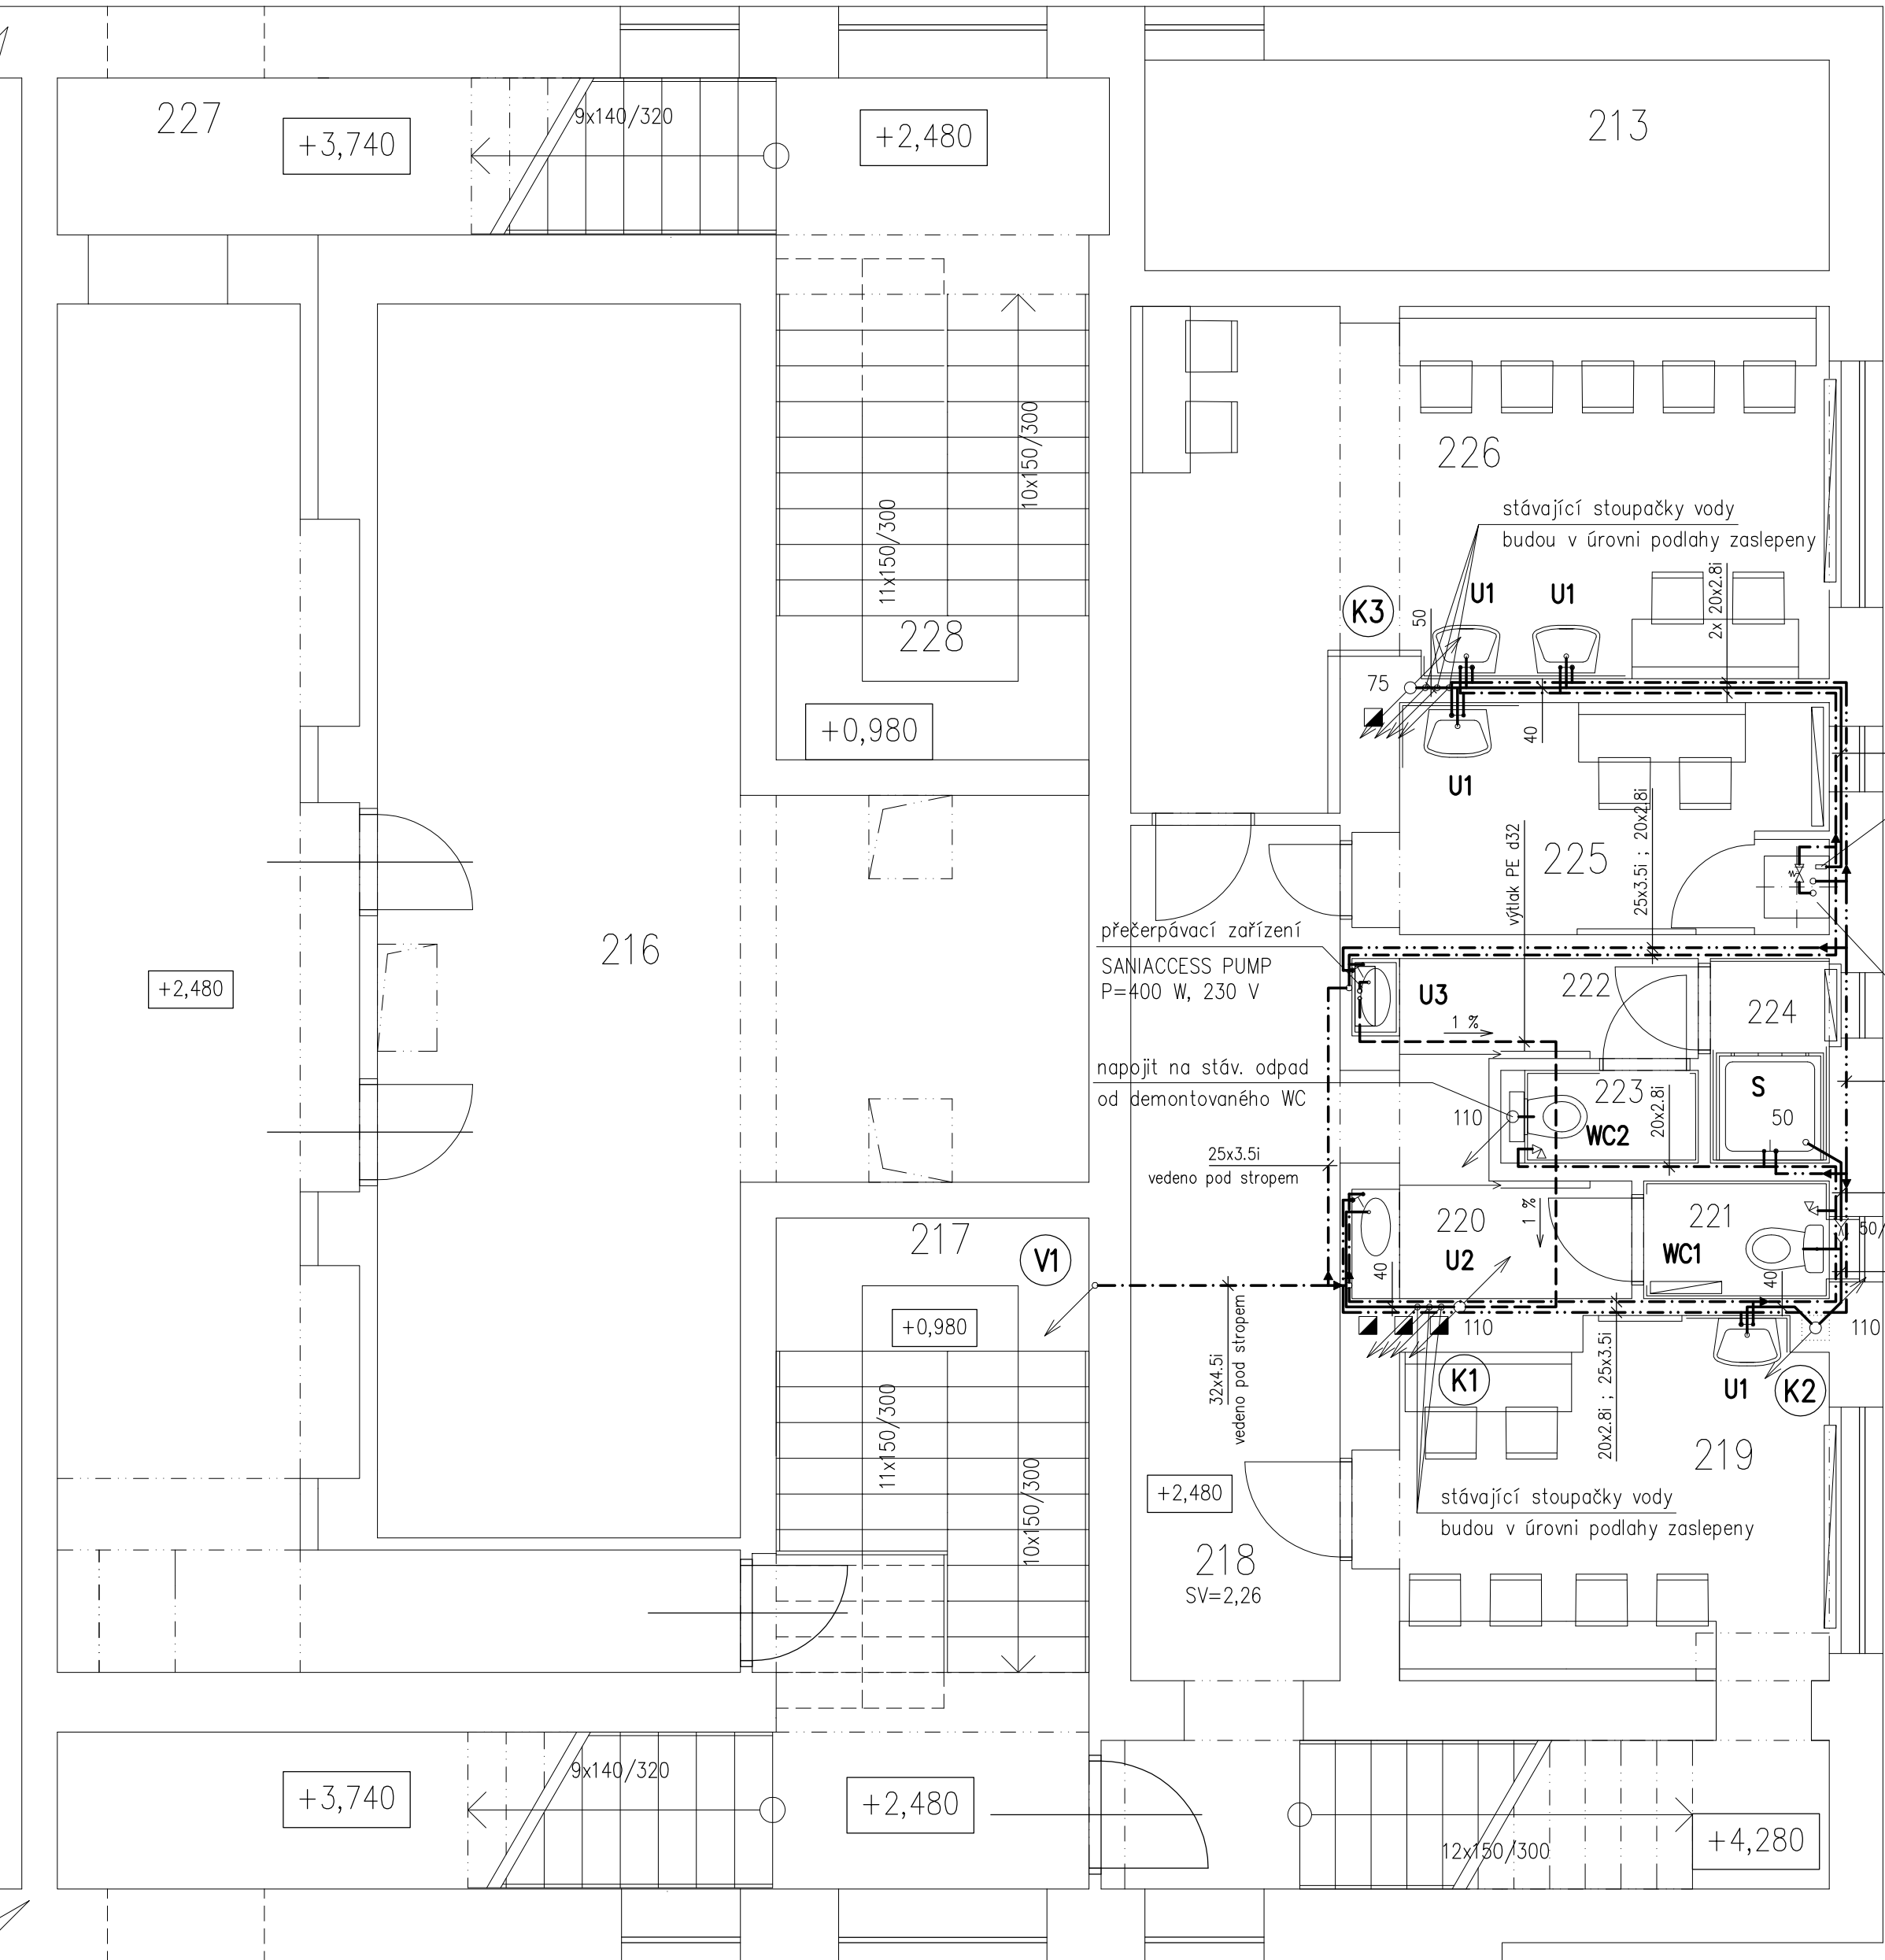 227
+3,740
9x140/320
+2,480
213
10x150/300
11x150/300
228
+0,980
226
stávající stoupačky vody
budou v úrovni podlahy zaslepeny
U1
U1
2x 20x2.8i
K3
50
75
40
U1
225
výtlak PE d32
25x3.5i ; 20x2.8i
216
+2,480
přečerpávací zařízení
SANIACCESS PUMP
P=400 W, 230 V
U3
1 %
222
224
napojit na stáv. odpad
od demontovaného WC
110
223
WC2
20x2.8i
S
50
25x3.5i
vedeno pod stropem
217
V1
220
U2
1 %
221
WC1
50/
40
40
110
110
+0,980
32x4.5i
vedeno pod stropem
K1
20x2.8i ; 25x3.5i
U1
K2
11x150/300
10x150/300
219
+2,480
stávající stoupačky vody
budou v úrovni podlahy zaslepeny
218
SV=2,26
+3,740
9x140/320
+2,480
12x150/300
+4,280